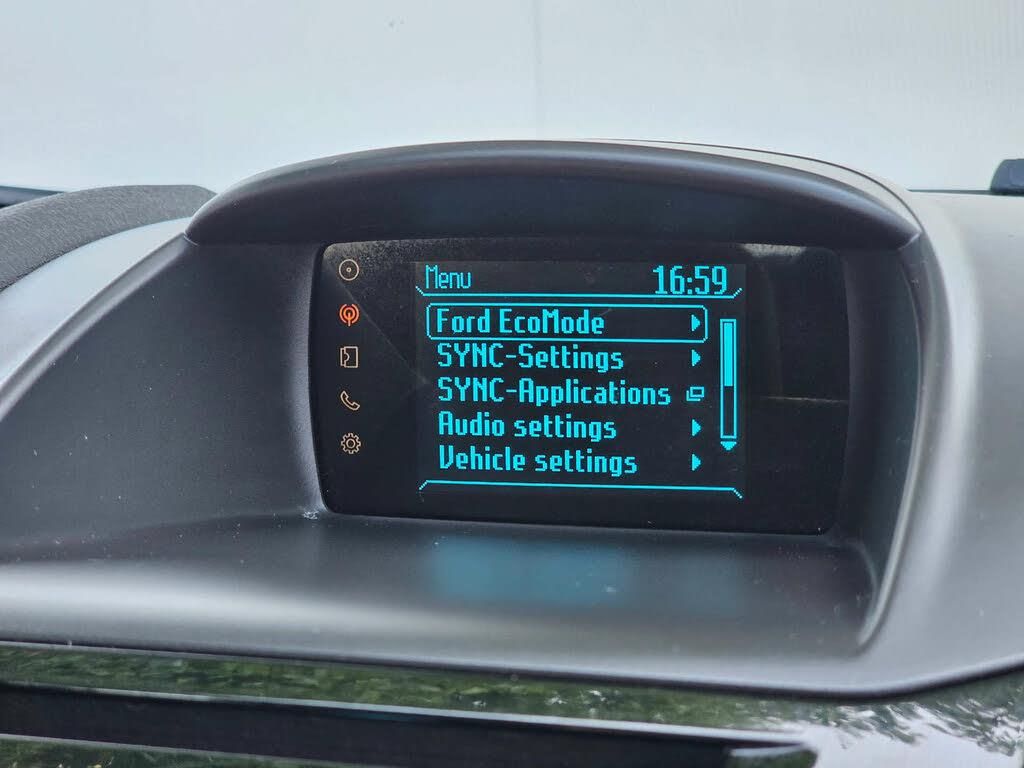 Menu 16:59
Ford EcoMode
SYNC-Settings
SYNC-Applications
Audio settings
Vehicle settings